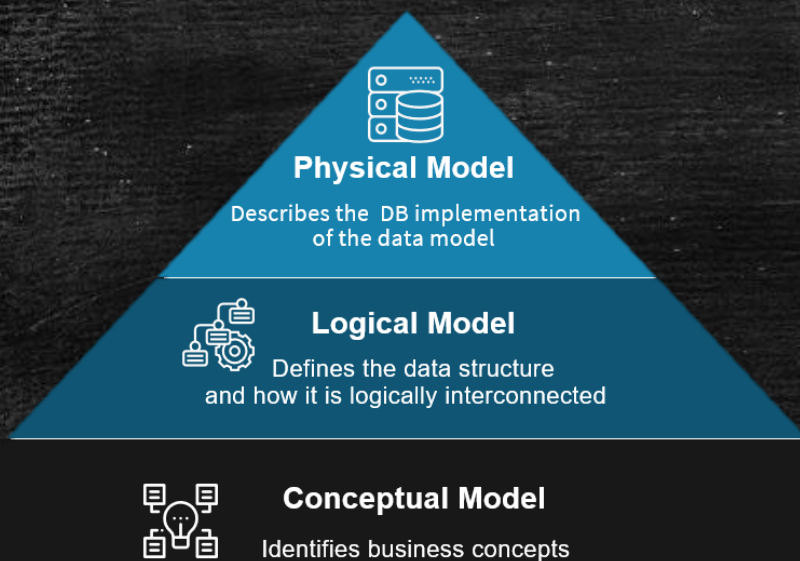 Physical Model
Describes the DB implementation
of the data model
Logical Model
Defines the data structure
and how it is logically interconnected
Conceptual Model
Identifies business concepts